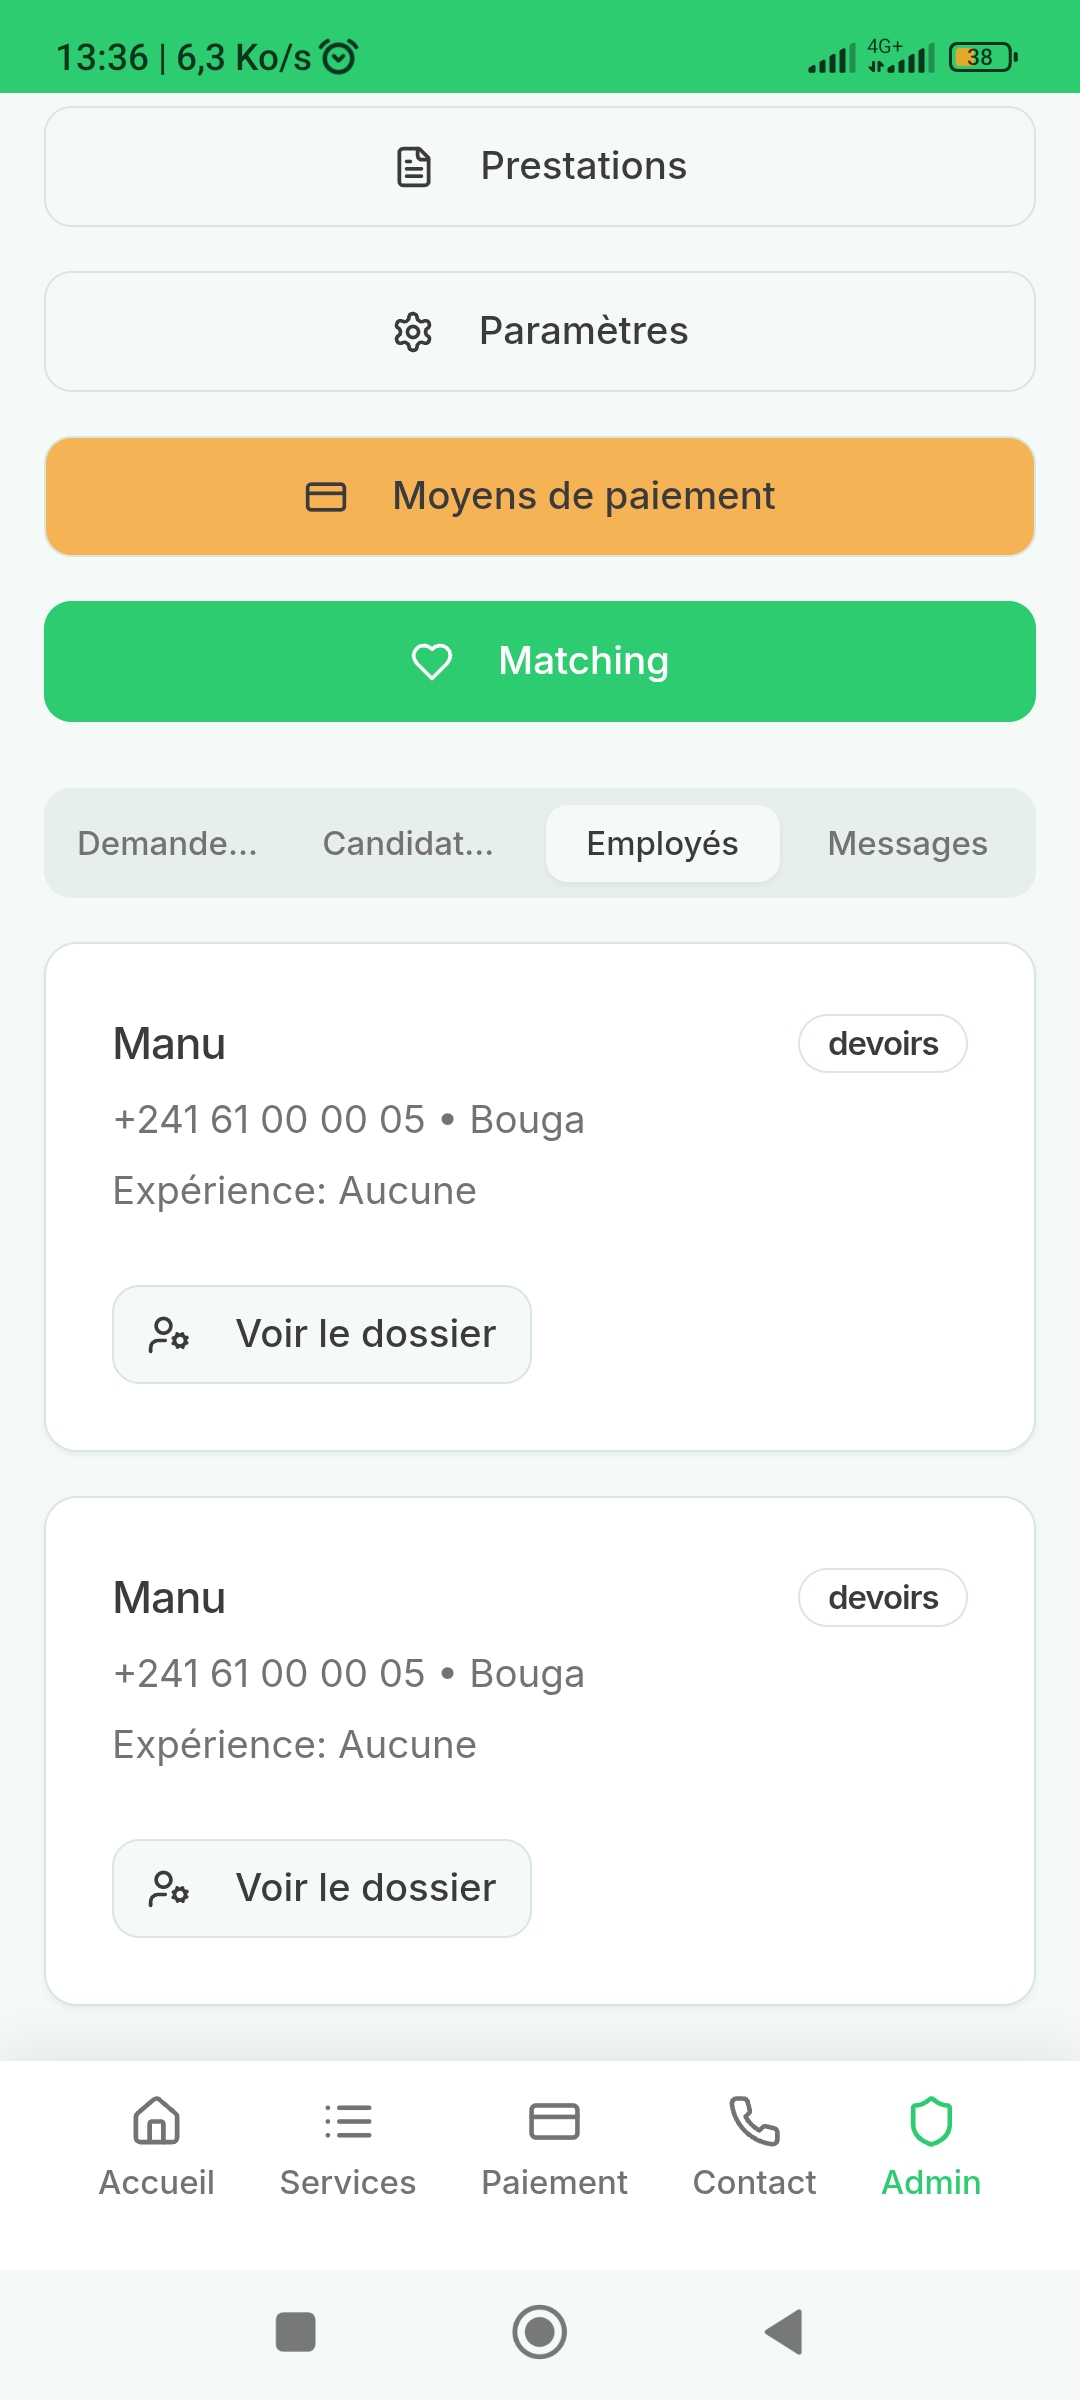 13:36 | 6,3 Ko/s
4G+
38
Prestations
Paramètres
Moyens de paiement
Matching
Demande...
Candidat...
Employés
Messages
Manu
devoirs
+241 61 00 00 05 • Bouga
Expérience: Aucune
Voir le dossier
Manu
devoirs
+241 61 00 00 05 • Bouga
Expérience: Aucune
Voir le dossier
Accueil
Services
Paiement
Contact
Admin